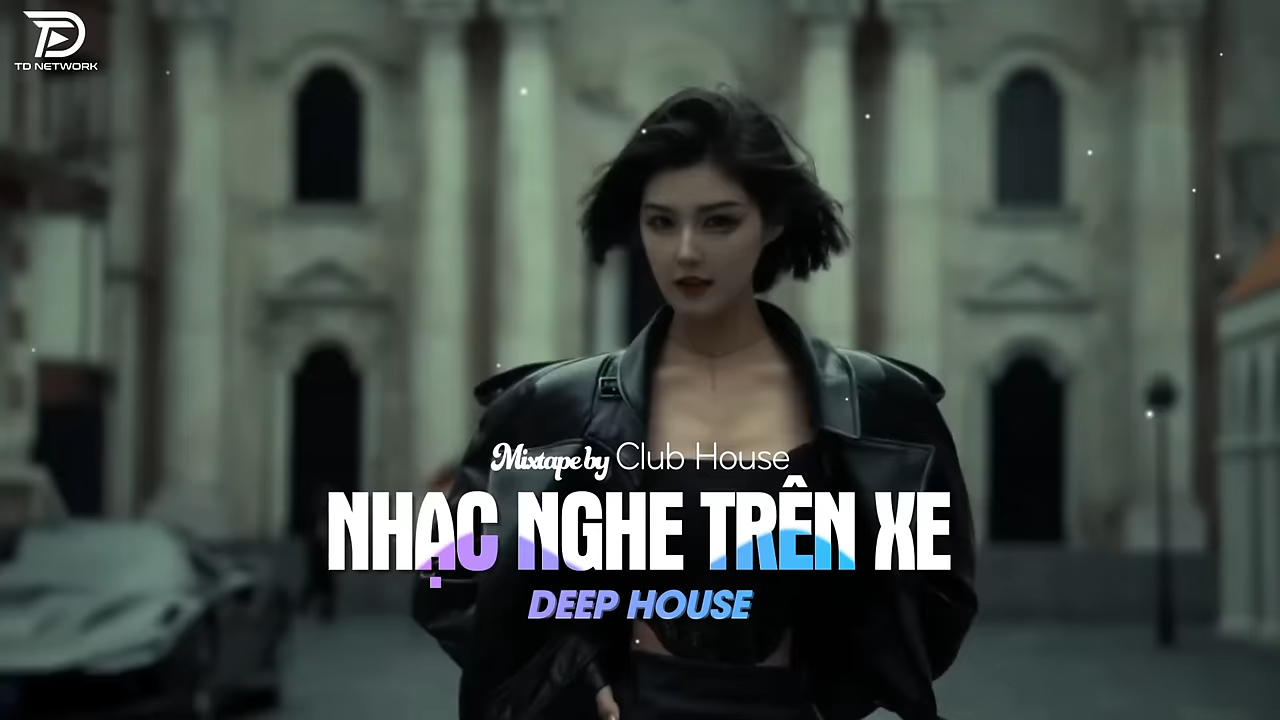 TD NETWORK
Mixtape by Club House
NHẠC NGHE TRÊN XE
DEEP HOUSE